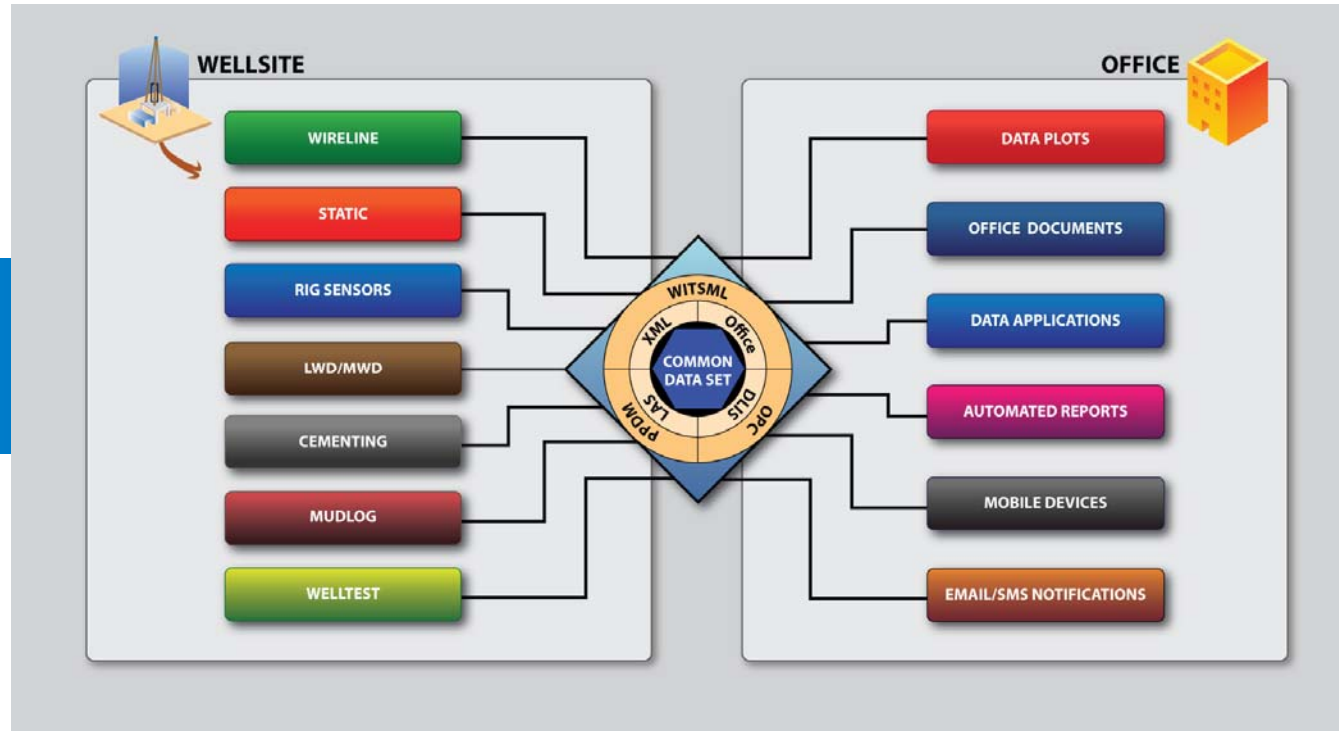 WELLSITE
WIRELINE
STATIC
RIG SENSORS
LWD/MWD
CEMENTING
MUDLOG
WELLTEST
WITSML
XML
Office
COMMON
DATA SET
LAS
DLIS
PPDM
OPC
OFFICE
DATA PLOTS
OFFICE DOCUMENTS
DATA APPLICATIONS
AUTOMATED REPORTS
MOBILE DEVICES
EMAIL/SMS NOTIFICATIONS